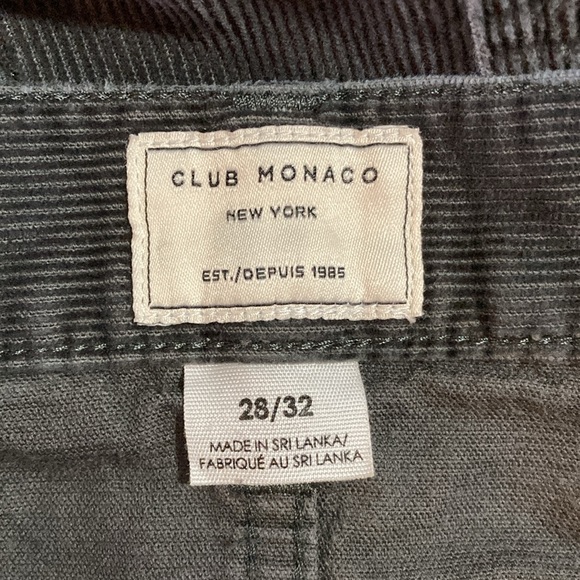 CLUB MONACO
NEW YORK
EST./DEPUIS 1985
28/32
MADE IN SRI LANKA/
FABRIQUÉ AU SRI LANKA